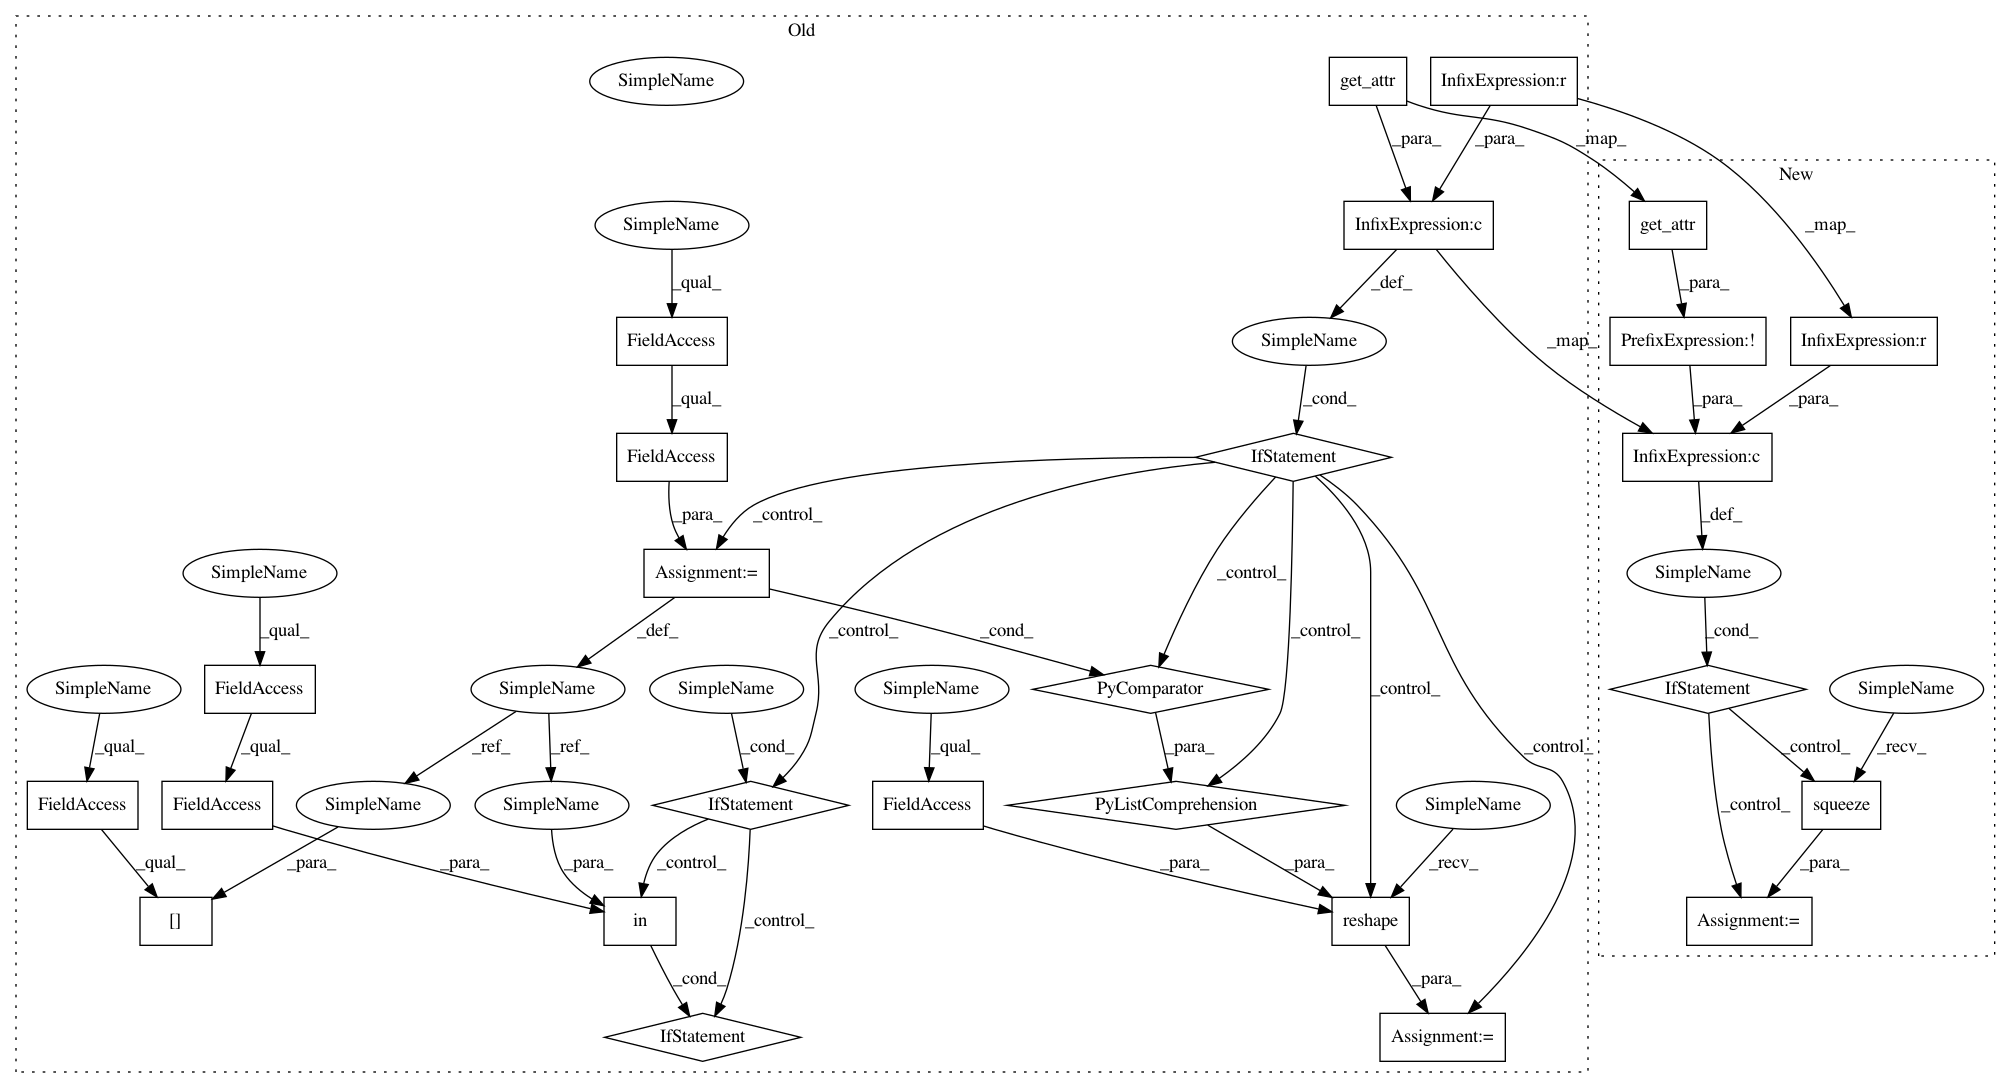 Old
SimpleName
get_attr
InfixExpression:r
_para_
_para_
_map_
New
SimpleName
InfixExpression:c
get_attr
_map_
_qual_
_def_
_para_
FieldAccess
SimpleName
_map_
PrefixExpression:!
InfixExpression:r
_qual_
_cond_
_para_
_para_
FieldAccess
IfStatement
InfixExpression:c
_para_
_control_
_def_
SimpleName
Assignment:=
_control_
SimpleName
_qual_
_def_
_control_
_cond_
_control_
_cond_
SimpleName
FieldAccess
SimpleName
SimpleName
SimpleName
PyComparator
_control_
IfStatement
SimpleName
_qual_
_qual_
_ref_
_ref_
_cond_
_qual_
_para_
_control_
_control_
_recv_
FieldAccess
FieldAccess
SimpleName
SimpleName
IfStatement
FieldAccess
PyListComprehension
SimpleName
_control_
squeeze
_qual_
_para_
_para_
_para_
_control_
_para_
_para_
_recv_
_para_
[]
in
_control_
reshape
Assignment:=
_cond_
_para_
IfStatement
Assignment:=